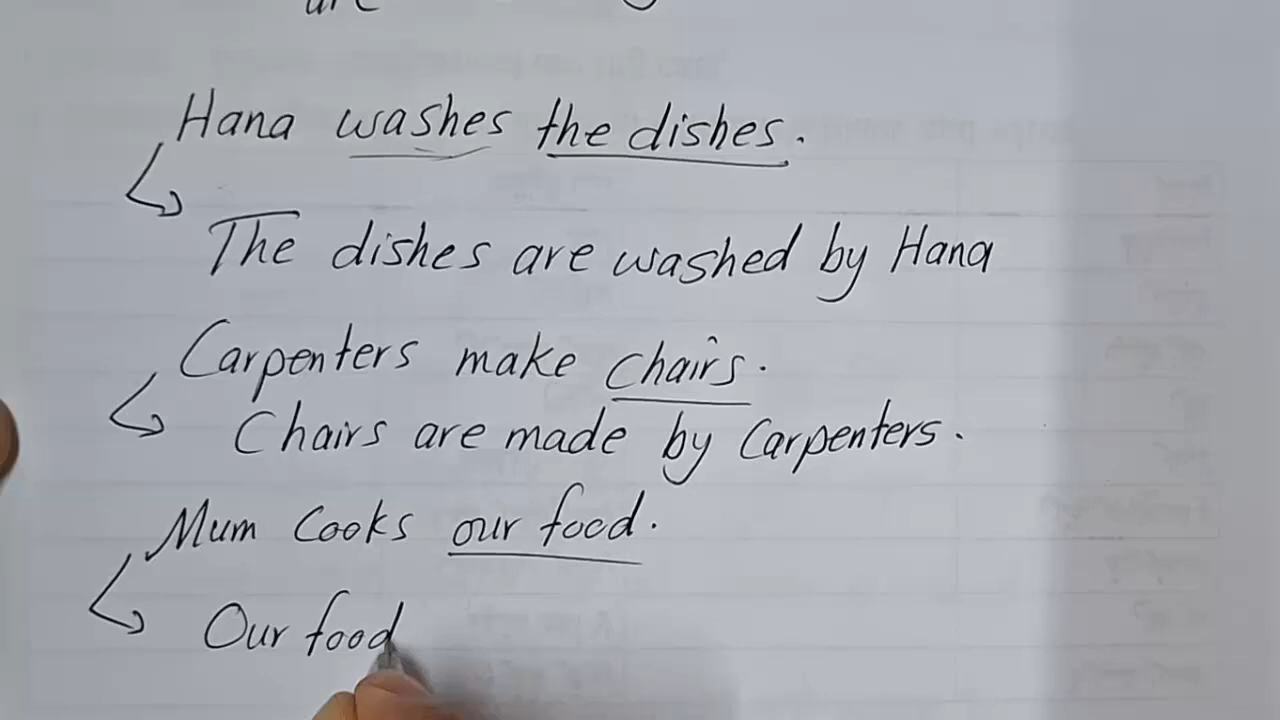 are
Hana washes the dishes.
The dishes are washed by Hana
Carpenters make chairs.
Chairs are made by Carpenters.
Mum Cooks our food.
Our food